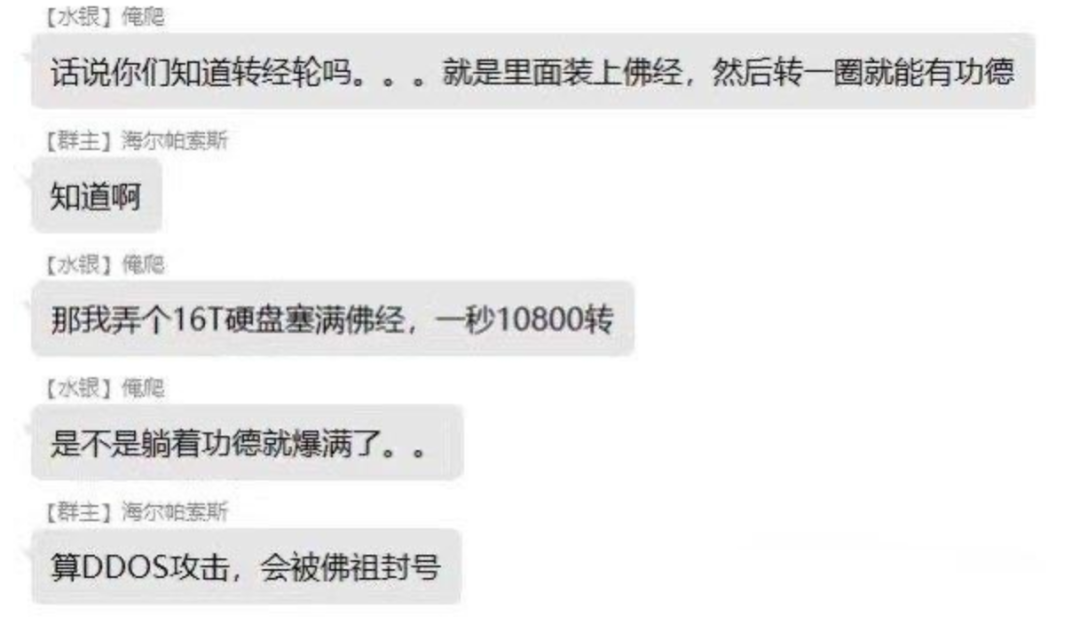 【水银】俺爬
话说你们知道转经轮吗。。。就是里面装上佛经，然后转一圈就能有功德
【群主】海尔帕索斯
知道啊
【水银】俺爬
那我弄个16T硬盘塞满佛经，一秒10800转
【水银】俺爬
是不是躺着功德就爆满了。。
【群主】海尔帕索斯
算DDOS攻击，会被佛祖封号